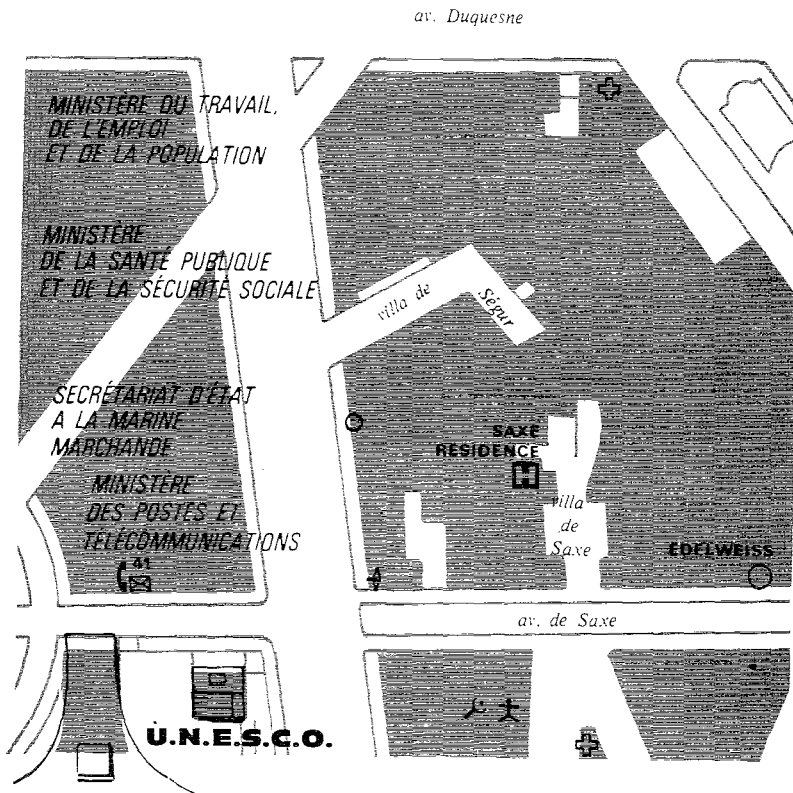 av. Duquesne
MINISTÈRE DU TRAVAIL,
DE L'EMPLOI
ET DE LA POPULATION
MINISTÈRE
DE LA SANTÉ PUBLIQUE
ET DE LA SÉCURITÉ SOCIALE
villa de
Ségur
SECRÉTARIAT D'ÉTAT
A LA MARINE
MARCHANDE
SAXE
RESIDENCE
H
MINISTÈRE
DES POSTES ET
TÉLÉCOMMUNICATIONS
41
villa
de
Saxe
EDELWEISS
av. de Saxe
U.N.E.S.C.O.